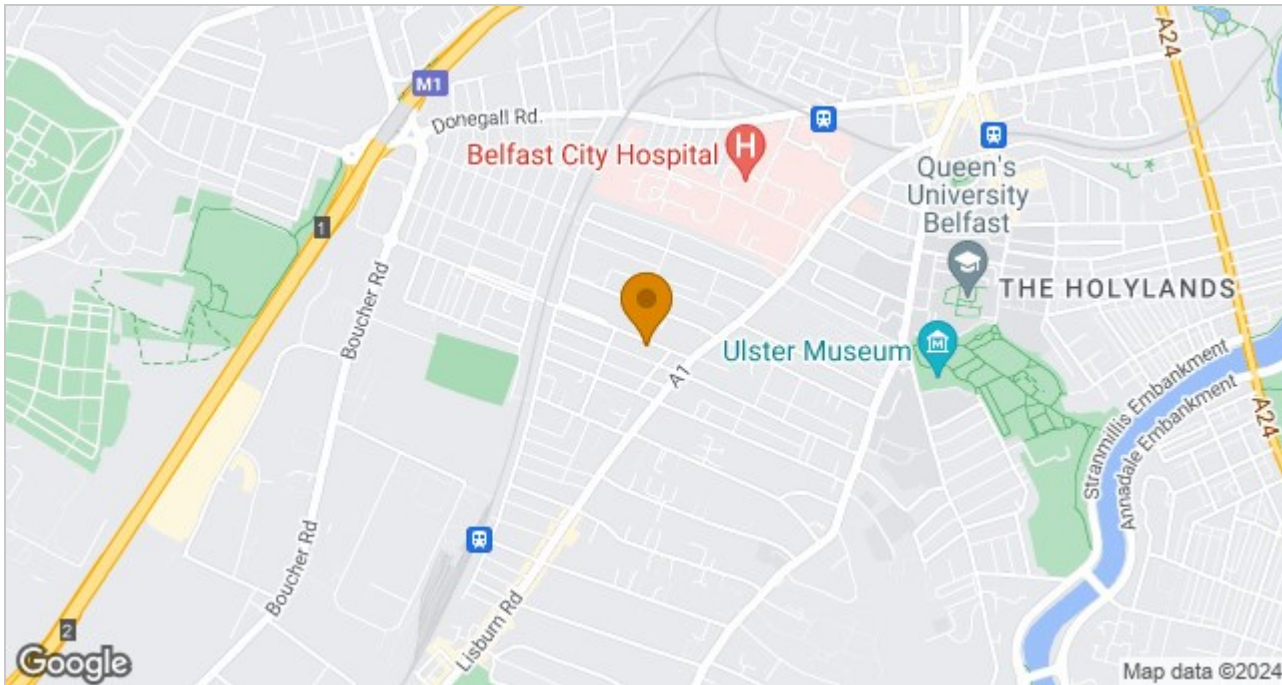 A24
M1
Donegall Rd.
H
Belfast City Hospital
Queen's
University
Belfast
1
THE HOLYLANDS
Boucher Rd
Ulster Museum
M
A1
Stranmillis Embankment
Annadale Embankment
A24
Boucher Rd
Lisburn Rd
2
Google
Map data ©2024